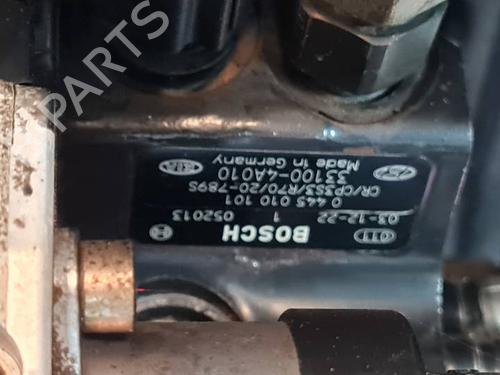 B PARTS
BOSCH
03-12-22 1 052013
0 445 010 101
CR/CP3S3/R70/20-789S
33100-4A010
Made in Germany